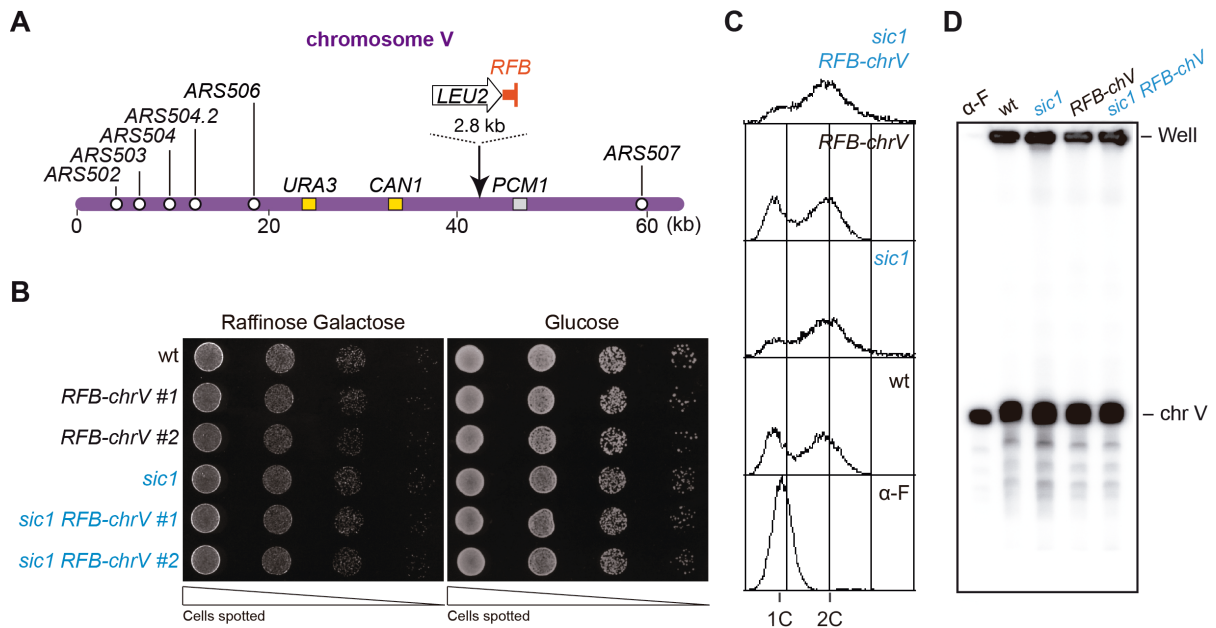 A
chromosome V
RFB
LEU2
2.8 kb
ARS506
ARS504.2
ARS504
ARS503
ARS502
URA3
CAN1
PCM1
ARS507
0
20
40
60
(kb)
B
Raffinose Galactose
Glucose
wt
RFB-chrV #1
RFB-chrV #2
sic1
sic1 RFB-chrV #1
sic1 RFB-chrV #2
Cells spotted
Cells spotted
C
sic1
RFB-chrV
RFB-chrV
sic1
wt
α-F
1C
2C
D
α-F
wt
sic1
RFB-chV
sic1 RFB-chV
– Well
– chr V